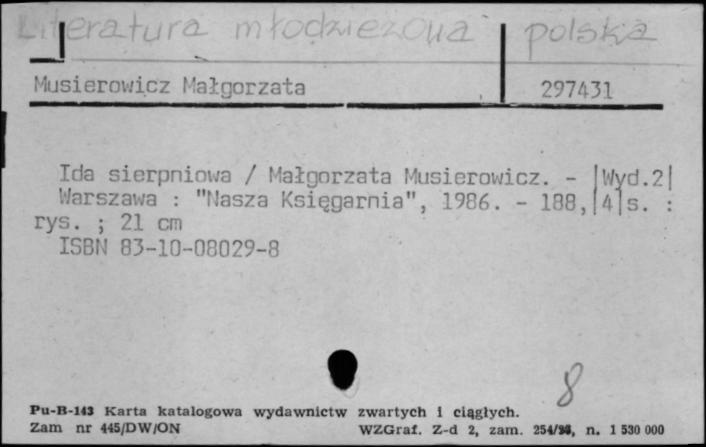 Literatura młodzieżowa polska
Musierowicz Małgorzata 297431
Ida sierpniowa / Małgorzata Musierowicz. - |Wyd.2|
Warszawa : "Nasza Księgarnia", 1986. - 188,|4|s. :
rys. ; 21 cm
ISBN 83-10-08029-8
8
Pu-B-143 Karta katalogowa wydawnictw zwartych i ciągłych.
Zam nr 445/DW/ON WZGraf. Z-d 2, zam. n. 1 530 000